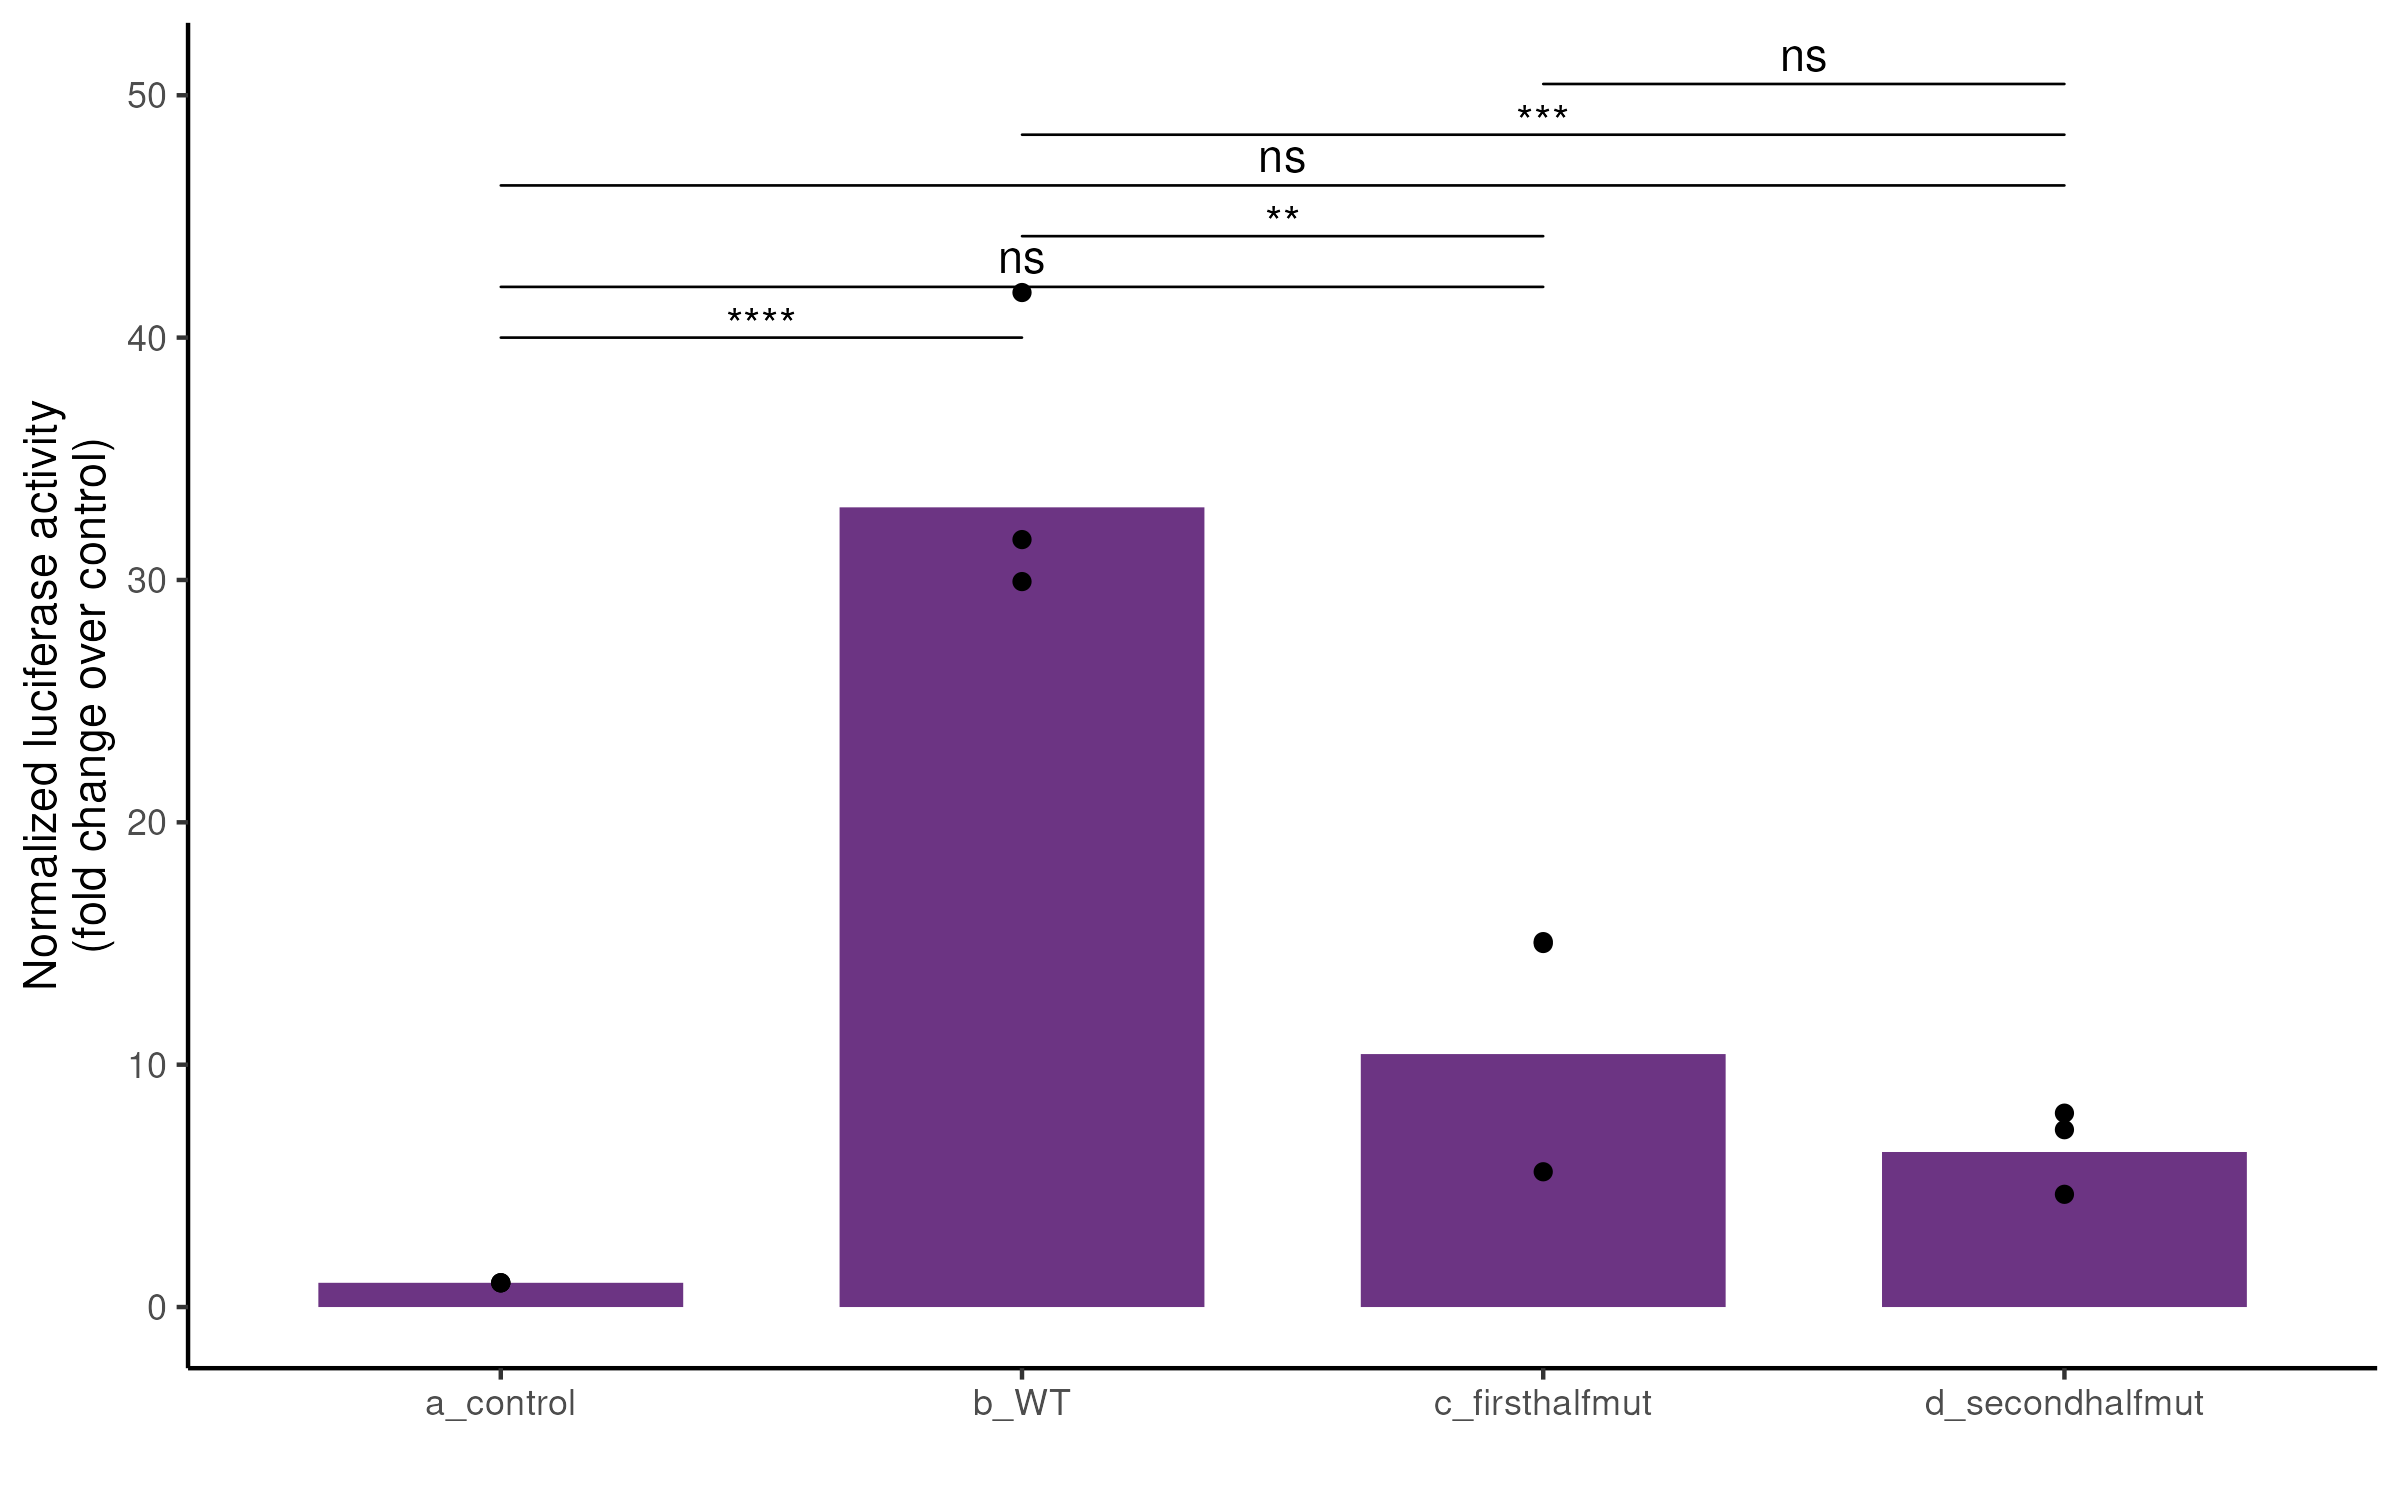 ns
***
ns
**
ns
****
50
40
30
20
10
0
Normalized luciferase activity
(fold change over control)
a_control
b_WT
c_firsthalfmut
d_secondhalfmut